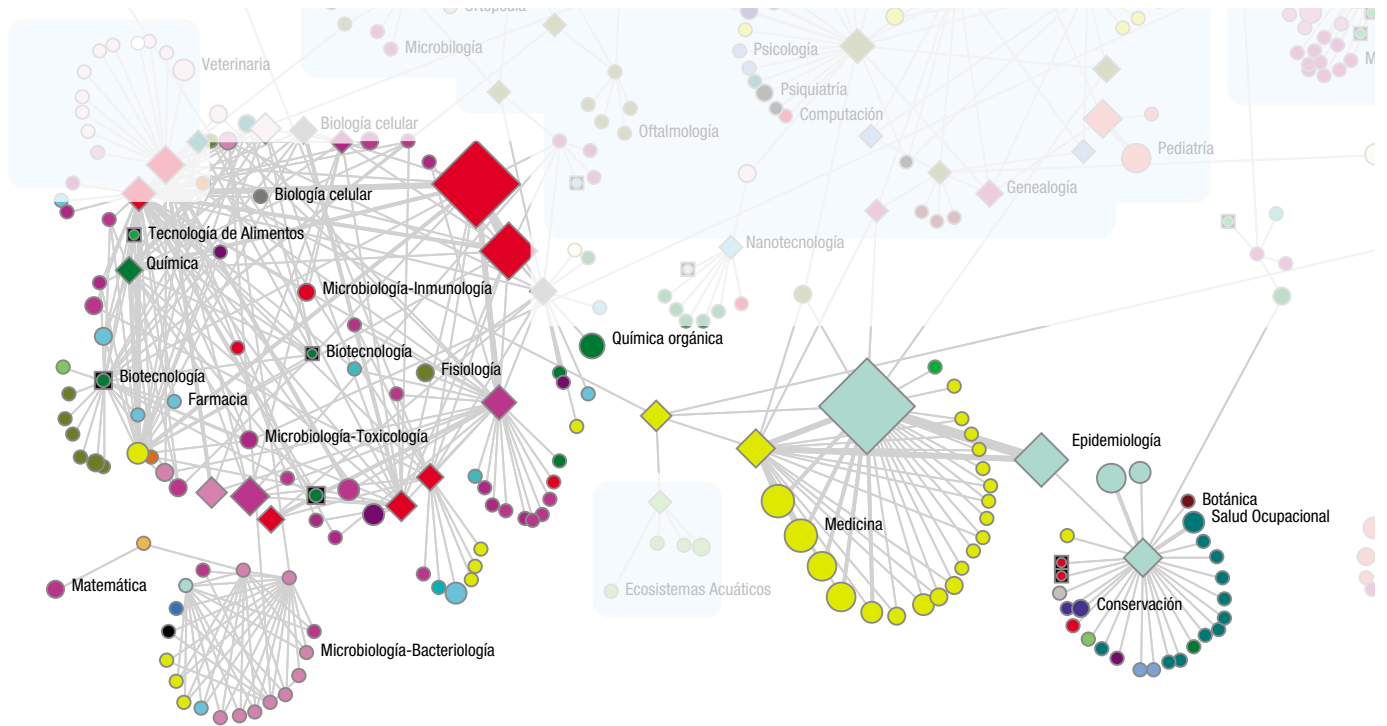 Ortopedia
Microbilogía
Veterinaria
Psicología
Psiquiatría
Computación
Biología celular
Oftalmología
Pediatría
Genealogía
Biología celular
Tecnología de Alimentos
Química
Nanotecnología
Microbiología-Inmunología
Química orgánica
Biotecnología
Biotecnología
Fisiología
Farmacia
Microbiología-Toxicología
Epidemiología
Botánica
Salud Ocupacional
Medicina
Matemática
Ecosistemas Acuáticos
Conservación
Microbiología-Bacteriología